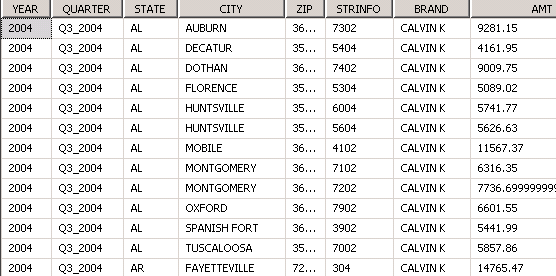 YEAR QUARTER STATE CITY ZIP STRINFO BRAND AMT
2004 Q3_2004 AL AUBURN 36... 7302 CALVIN K 9281.15
2004 Q3_2004 AL DECATUR 35... 5404 CALVIN K 4161.95
2004 Q3_2004 AL DOTHAN 36... 7402 CALVIN K 9009.75
2004 Q3_2004 AL FLORENCE 35... 5304 CALVIN K 5089.02
2004 Q3_2004 AL HUNTSVILLE 35... 6004 CALVIN K 5741.77
2004 Q3_2004 AL HUNTSVILLE 35... 5604 CALVIN K 5626.63
2004 Q3_2004 AL MOBILE 36... 4102 CALVIN K 11567.37
2004 Q3_2004 AL MONTGOMERY 36... 7102 CALVIN K 6316.35
2004 Q3_2004 AL MONTGOMERY 36... 7202 CALVIN K 7736.699999999
2004 Q3_2004 AL OXFORD 36... 7902 CALVIN K 6601.55
2004 Q3_2004 AL SPANISH FORT 36... 3902 CALVIN K 5441.99
2004 Q3_2004 AL TUSCALOOSA 35... 7002 CALVIN K 5857.86
2004 Q3_2004 AR FAYETTEVILLE 72... 304 CALVIN K 14765.47